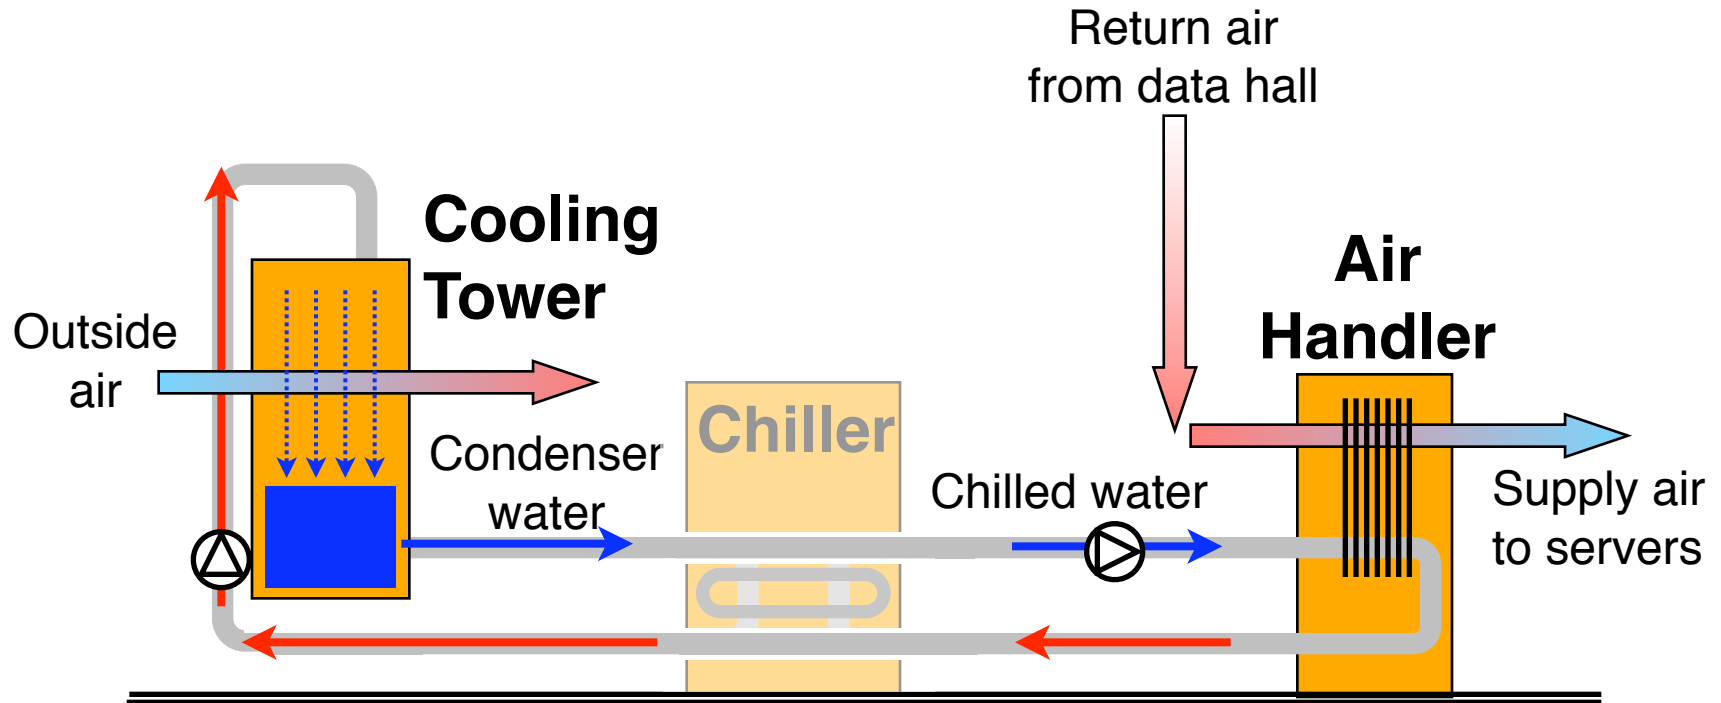 Return air
from data hall
Cooling
Tower
Air
Handler
Outside
air
Chiller
Condenser
water
Chilled water
Supply air
to servers